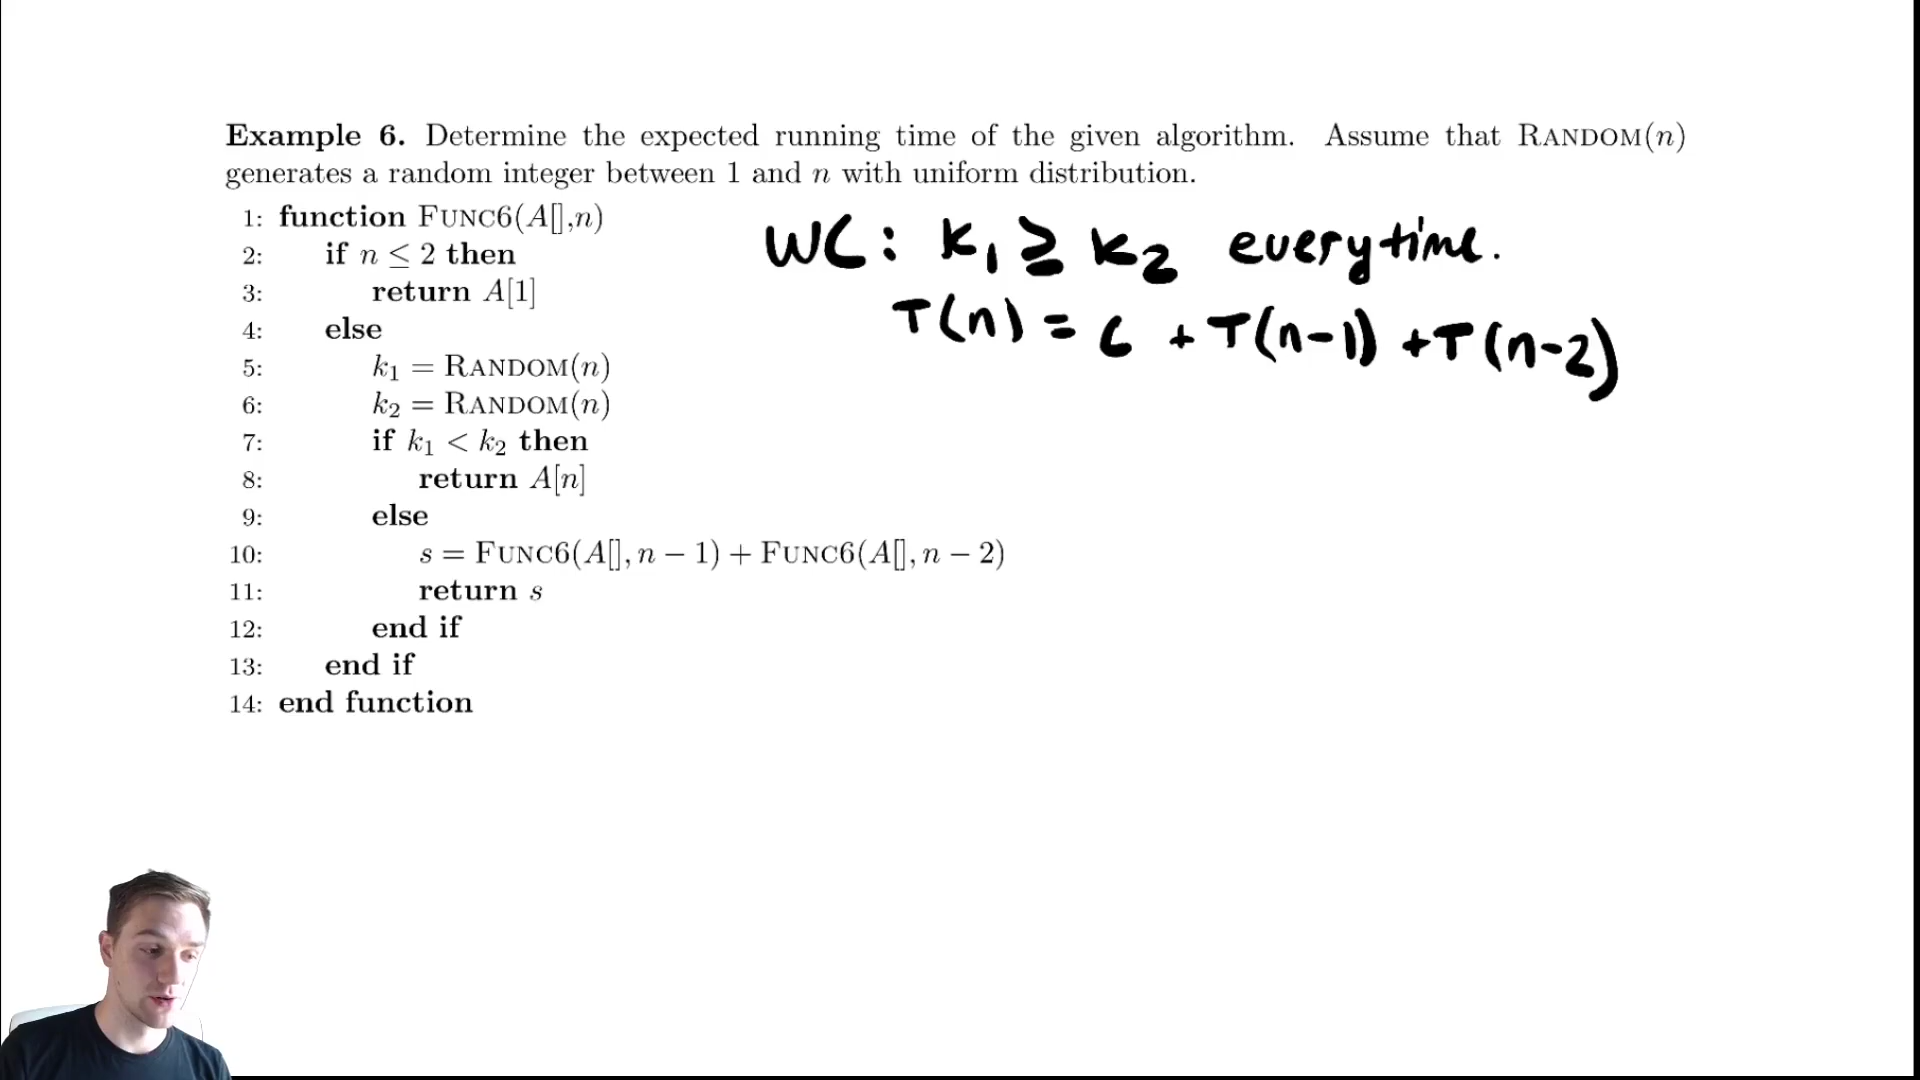 Example 6. Determine the expected running time of the given algorithm. Assume that RANDOM(n)
generates a random integer between 1 and n with uniform distribution.
1: function FUNC6(A[],n)
2: if n ≤ 2 then
3: return A[1]
4: else
5: k₁ = RANDOM(n)
6: k₂ = RANDOM(n)
7: if k₁ < k₂ then
8: return A[n]
9: else
10: s = FUNC6(A[], n − 1) + FUNC6(A[], n − 2)
11: return s
12: end if
13: end if
14: end function
WC: k₁ ≥ k₂ every time.
T(n) = C + T(n-1) + T(n-2)